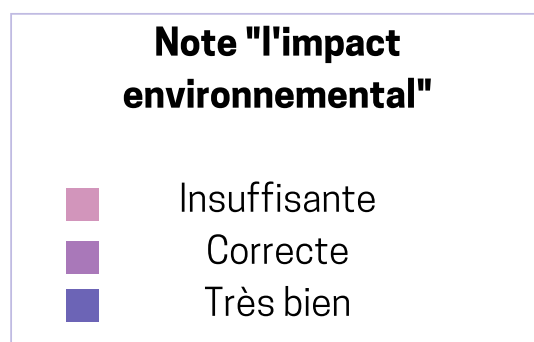 Note "l'impact
environnemental"
Insuffisante
Correcte
Très bien